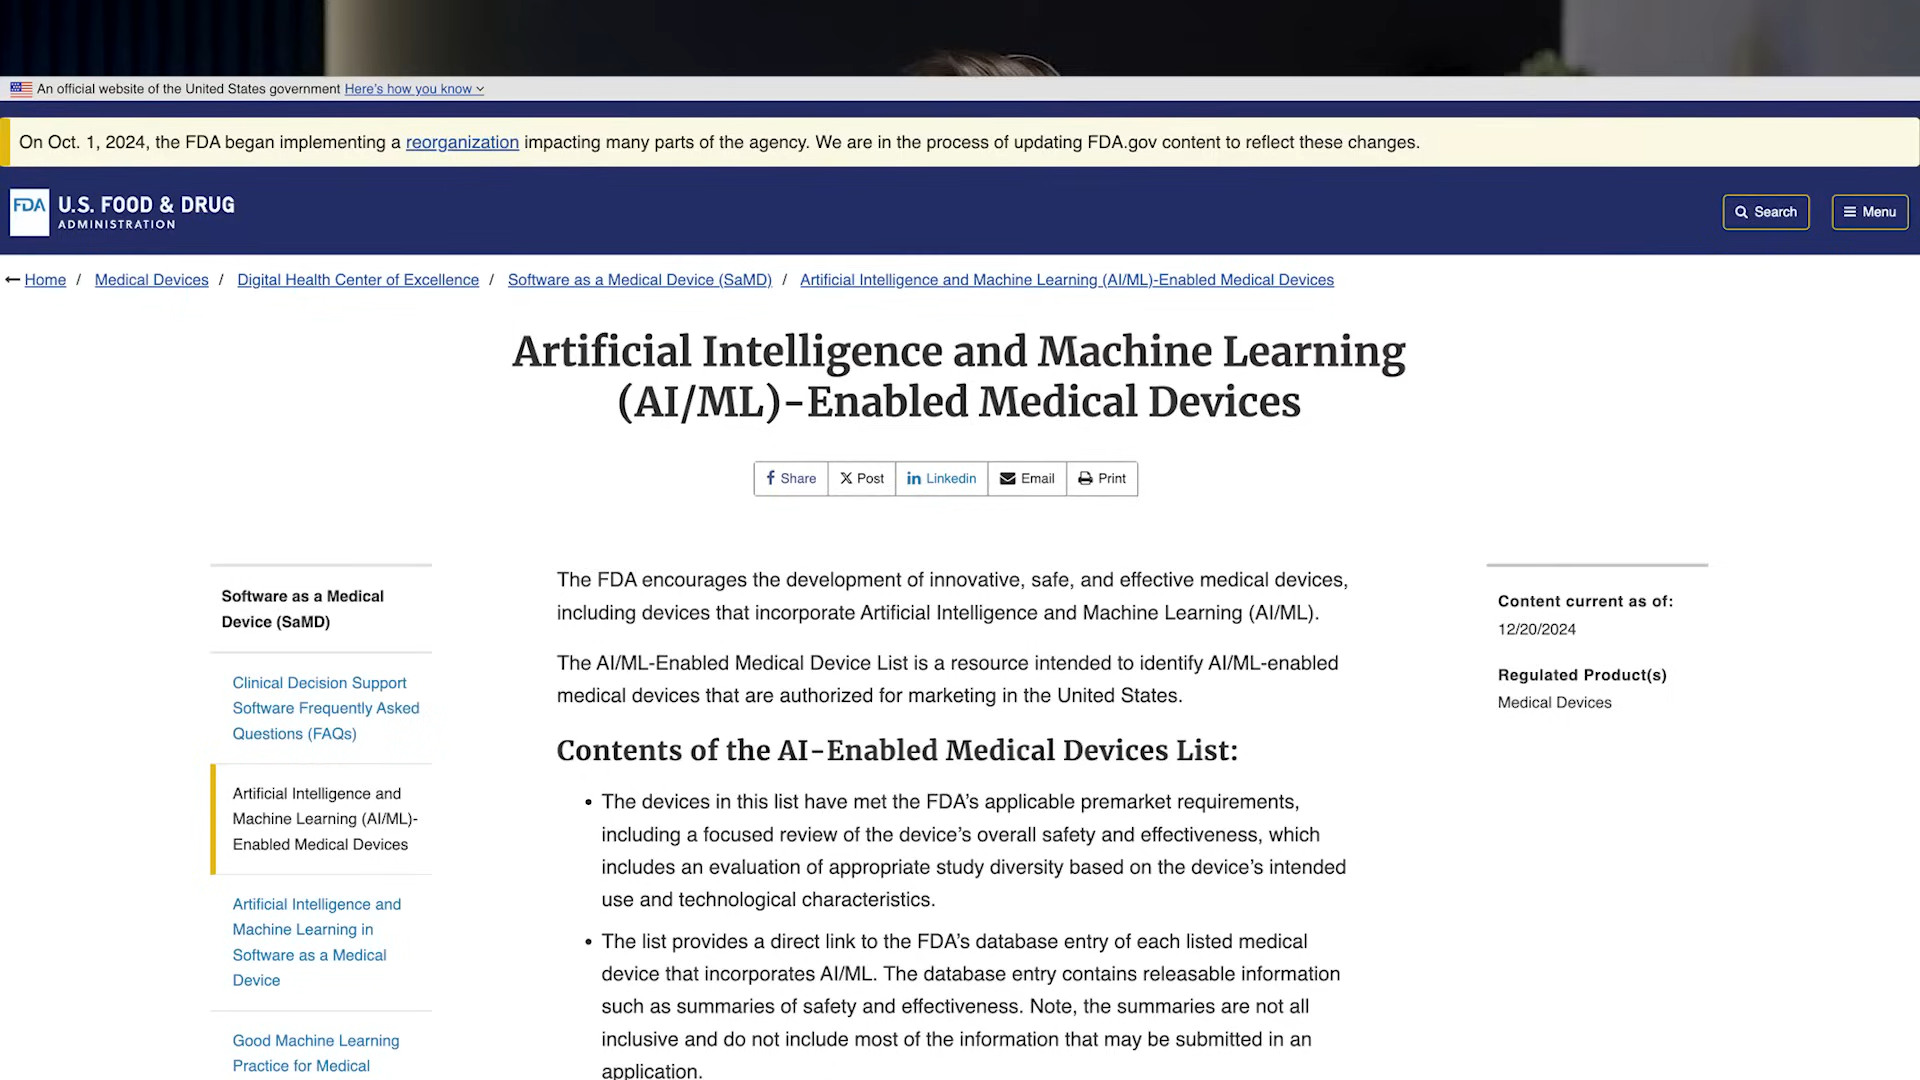 An official website of the United States government Here's how you know
On Oct. 1, 2024, the FDA began implementing a reorganization impacting many parts of the agency. We are in the process of updating FDA.gov content to reflect these changes.
FDA U.S. FOOD & DRUG
ADMINISTRATION
Search
Menu
Home / Medical Devices / Digital Health Center of Excellence / Software as a Medical Device (SaMD) / Artificial Intelligence and Machine Learning (AI/ML)-Enabled Medical Devices
Artificial Intelligence and Machine Learning
(AI/ML)-Enabled Medical Devices
Share
Post
Linkedin
Email
Print
Software as a Medical
Device (SaMD)
Clinical Decision Support
Software Frequently Asked
Questions (FAQs)
Artificial Intelligence and
Machine Learning (AI/ML)-
Enabled Medical Devices
Artificial Intelligence and
Machine Learning in
Software as a Medical
Device
Good Machine Learning
Practice for Medical
The FDA encourages the development of innovative, safe, and effective medical devices,
including devices that incorporate Artificial Intelligence and Machine Learning (AI/ML).
The AI/ML-Enabled Medical Device List is a resource intended to identify AI/ML-enabled
medical devices that are authorized for marketing in the United States.
Contents of the AI-Enabled Medical Devices List:
• The devices in this list have met the FDA's applicable premarket requirements,
including a focused review of the device's overall safety and effectiveness, which
includes an evaluation of appropriate study diversity based on the device's intended
use and technological characteristics.
• The list provides a direct link to the FDA's database entry of each listed medical
device that incorporates AI/ML. The database entry contains releasable information
such as summaries of safety and effectiveness. Note, the summaries are not all
inclusive and do not include most of the information that may be submitted in an
application.
Content current as of:
12/20/2024
Regulated Product(s)
Medical Devices